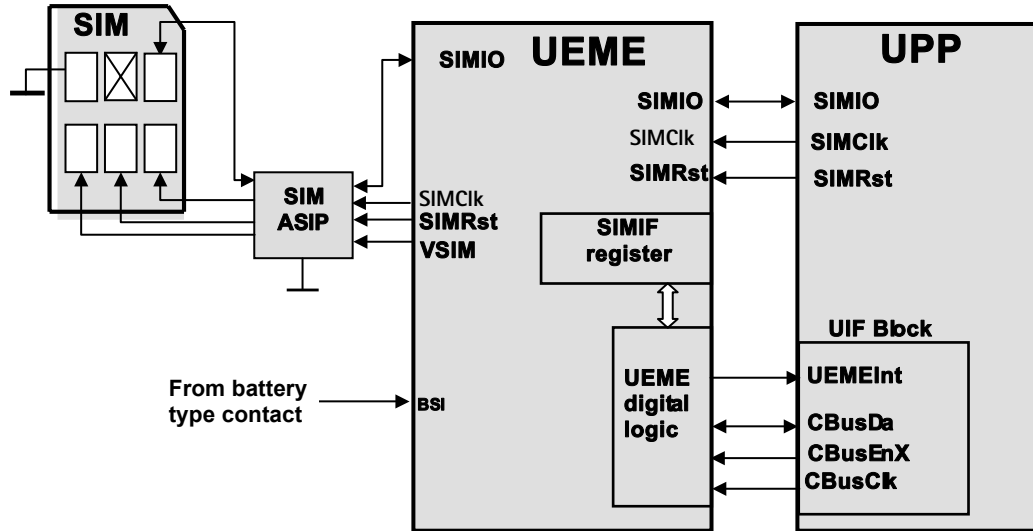 SIM
UEME
UPP
SIMIO
SIMIO
SIMIO
SIMClk
SIMClk
SIMRst
SIMRst
SIM
ASIP
SIMClk
SIMRst
VSIM
SIMIF
register
UIF Block
From battery
type contact
BSI
UEME
digital
logic
UEMEInt
CBusDa
CBusEnX
CBusClk